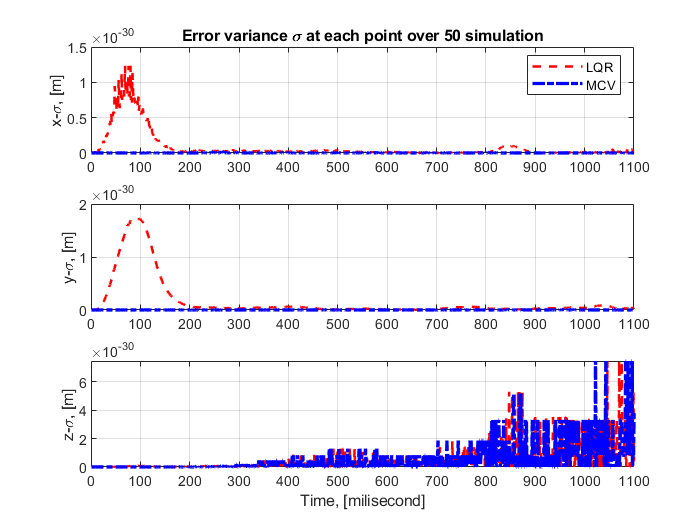 Error variance σ at each point over 50 simulation
×10^-30
1.5
1
0.5
0
x-σ, [m]
LQR
MCV
0 100 200 300 400 500 600 700 800 900 1000 1100
×10^-30
2
1
0
y-σ, [m]
0 100 200 300 400 500 600 700 800 900 1000 1100
×10^-30
6
4
2
0
z-σ, [m]
0 100 200 300 400 500 600 700 800 900 1000 1100
Time, [milisecond]